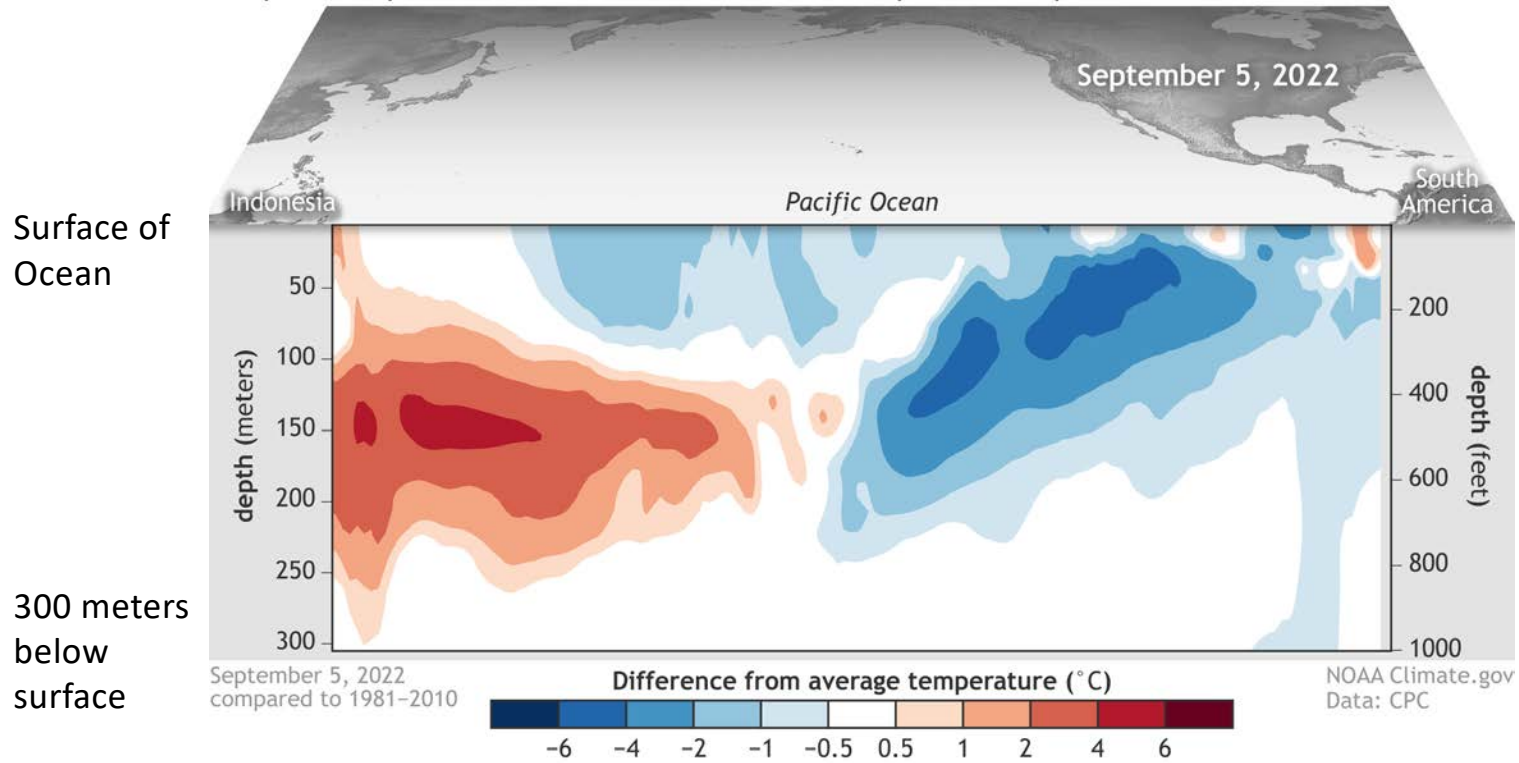 September 5, 2022
Indonesia
Pacific Ocean
South
America
Surface of
Ocean
300 meters
below
surface
depth (meters)
50
100
150
200
250
300
200
400
600
800
1000
depth (feet)
September 5, 2022
compared to 1981–2010
Difference from average temperature (°C)
NOAA Climate.gov
Data: CPC
−6 −4 −2 −1 −0.5 0.5 1 2 4 6